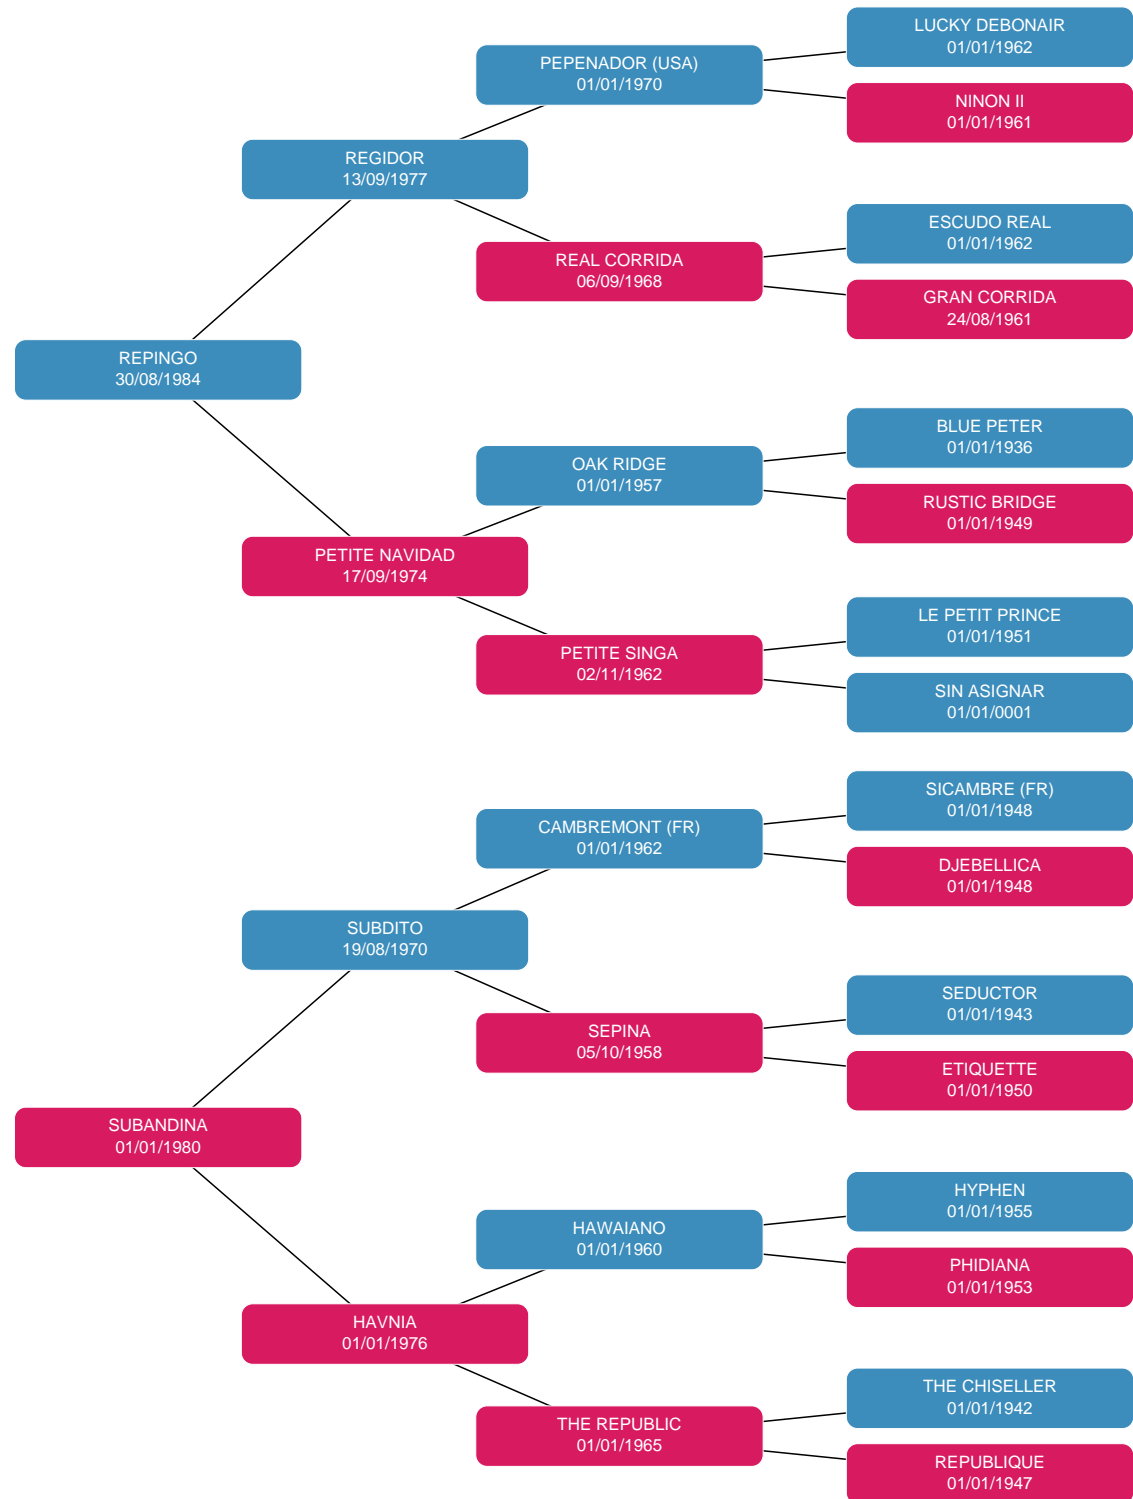 LUCKY DEBONAIR
01/01/1962
PEPENADOR (USA)
01/01/1970
NINON II
01/01/1961
REGIDOR
13/09/1977
ESCUDO REAL
01/01/1962
REAL CORRIDA
06/09/1968
GRAN CORRIDA
24/08/1961
REPINGO
30/08/1984
BLUE PETER
01/01/1936
OAK RIDGE
01/01/1957
RUSTIC BRIDGE
01/01/1949
PETITE NAVIDAD
17/09/1974
LE PETIT PRINCE
01/01/1951
PETITE SINGA
02/11/1962
SIN ASIGNAR
01/01/0001
SICAMBRE (FR)
01/01/1948
CAMBREMONT (FR)
01/01/1962
DJEBELLICA
01/01/1948
SUBDITO
19/08/1970
SEDUCTOR
01/01/1943
SEPINA
05/10/1958
ETIQUETTE
01/01/1950
SUBANDINA
01/01/1980
HYPHEN
01/01/1955
HAWAIANO
01/01/1960
PHIDIANA
01/01/1953
HAVNIA
01/01/1976
THE CHISELLER
01/01/1942
THE REPUBLIC
01/01/1965
REPUBLIQUE
01/01/1947